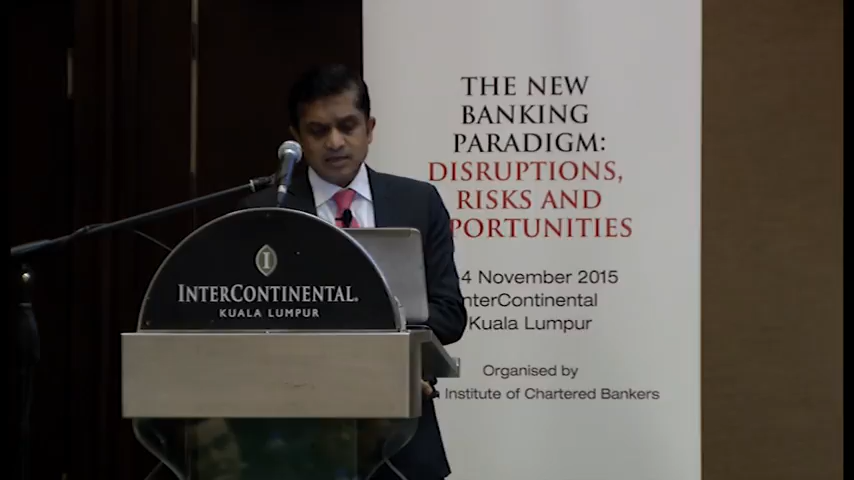 I
INTERCONTINENTAL.
KUALA LUMPUR
THE NEW
BANKING
PARADIGM:
DISRUPTIONS,
RISKS AND
PORTUNITIES
4 November 2015
nterContinental
Kuala Lumpur
Organised by
Institute of Chartered Bankers